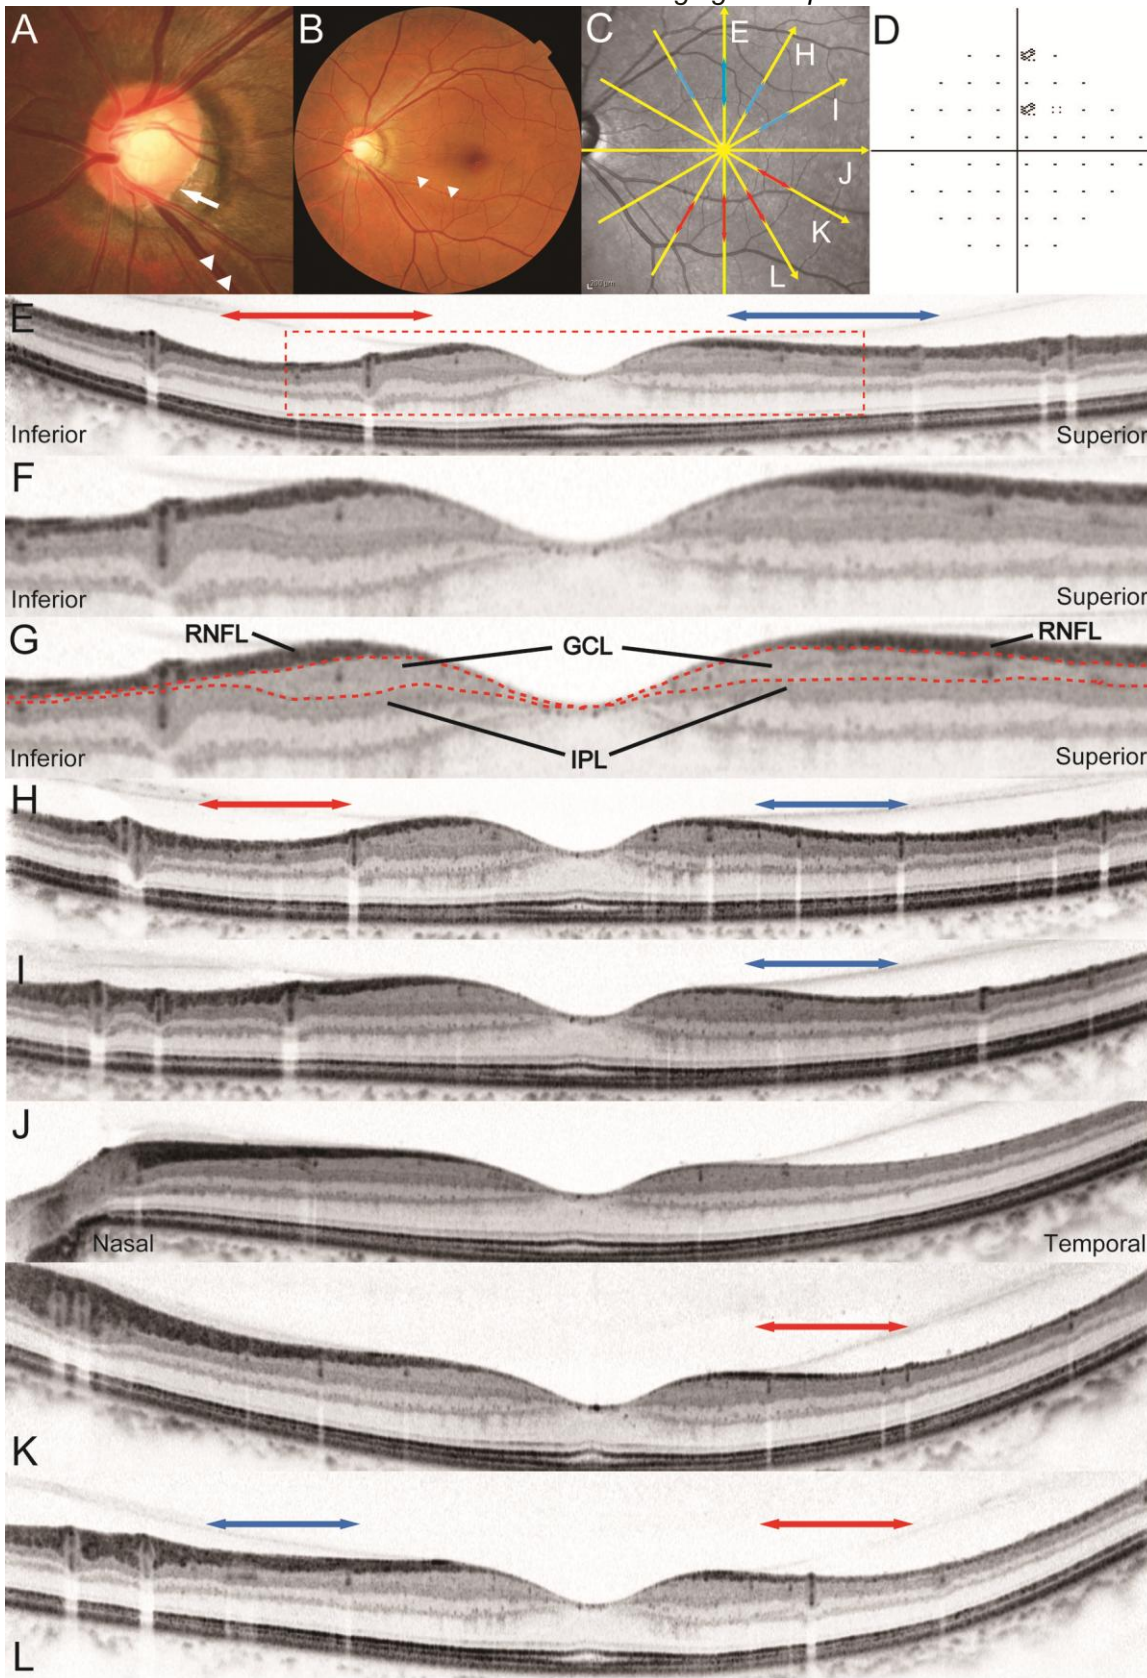 A
B
C
E
H
I
J
K
L
D
E
Inferior
Superior
F
Inferior
Superior
G
RNFL
GCL
RNFL
IPL
Inferior
Superior
H
I
J
Nasal
Temporal
K
L